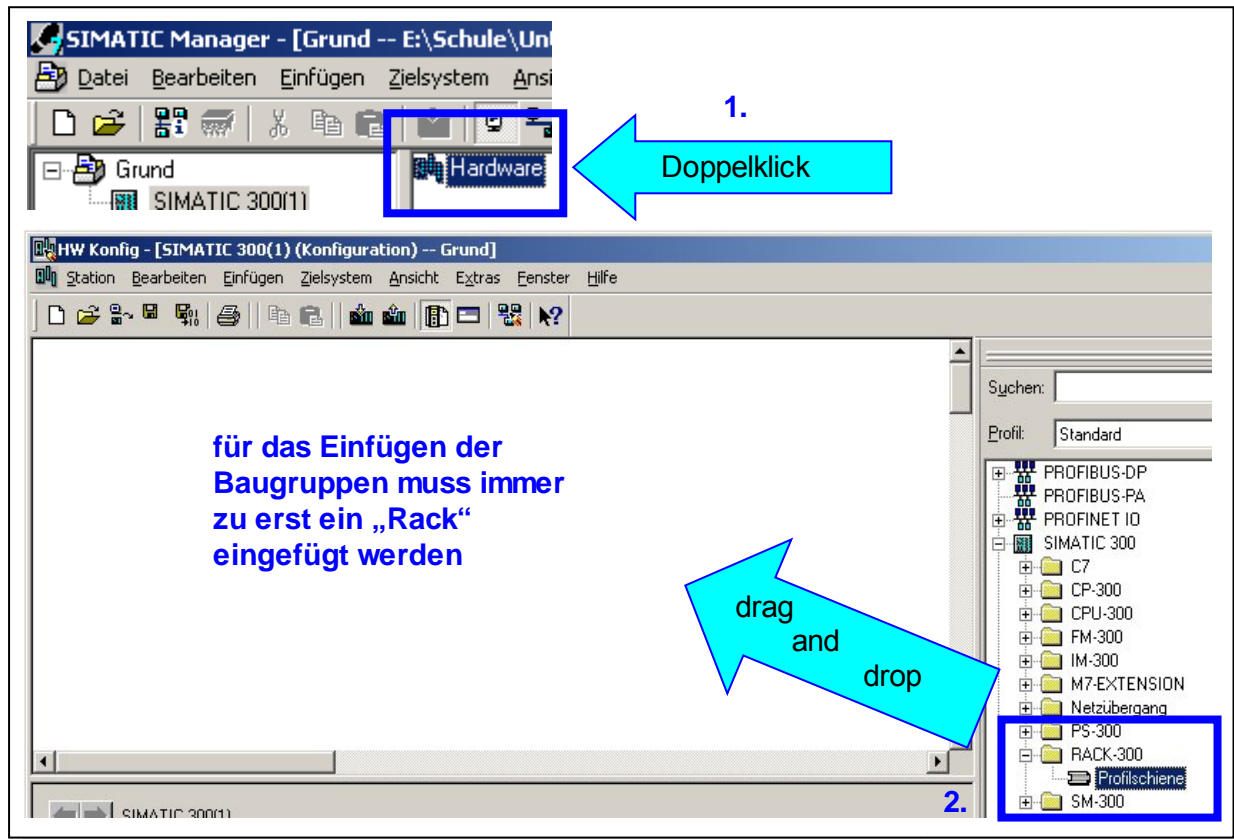 SIMATIC Manager - [Grund -- E:\Schule\Unt
Datei Bearbeiten Einfügen Zielsystem Ansi
1.
Grund
Hardware
Doppelklick
SIMATIC 300(1)
HW Konfig - [SIMATIC 300(1) (Konfiguration) -- Grund]
Station Bearbeiten Einfügen Zielsystem Ansicht Extras Fenster Hilfe
für das Einfügen der
Baugruppen muss immer
zu erst ein „Rack“
eingefügt werden
drag
and
drop
Suchen:
Profil: Standard
PROFIBUS-DP
PROFIBUS-PA
PROFINET IO
SIMATIC 300
C7
CP-300
CPU-300
FM-300
IM-300
M7-EXTENSION
Netzübergang
PS-300
RACK-300
Profilschiene
SM-300
2.
SIMATIC 300(1)